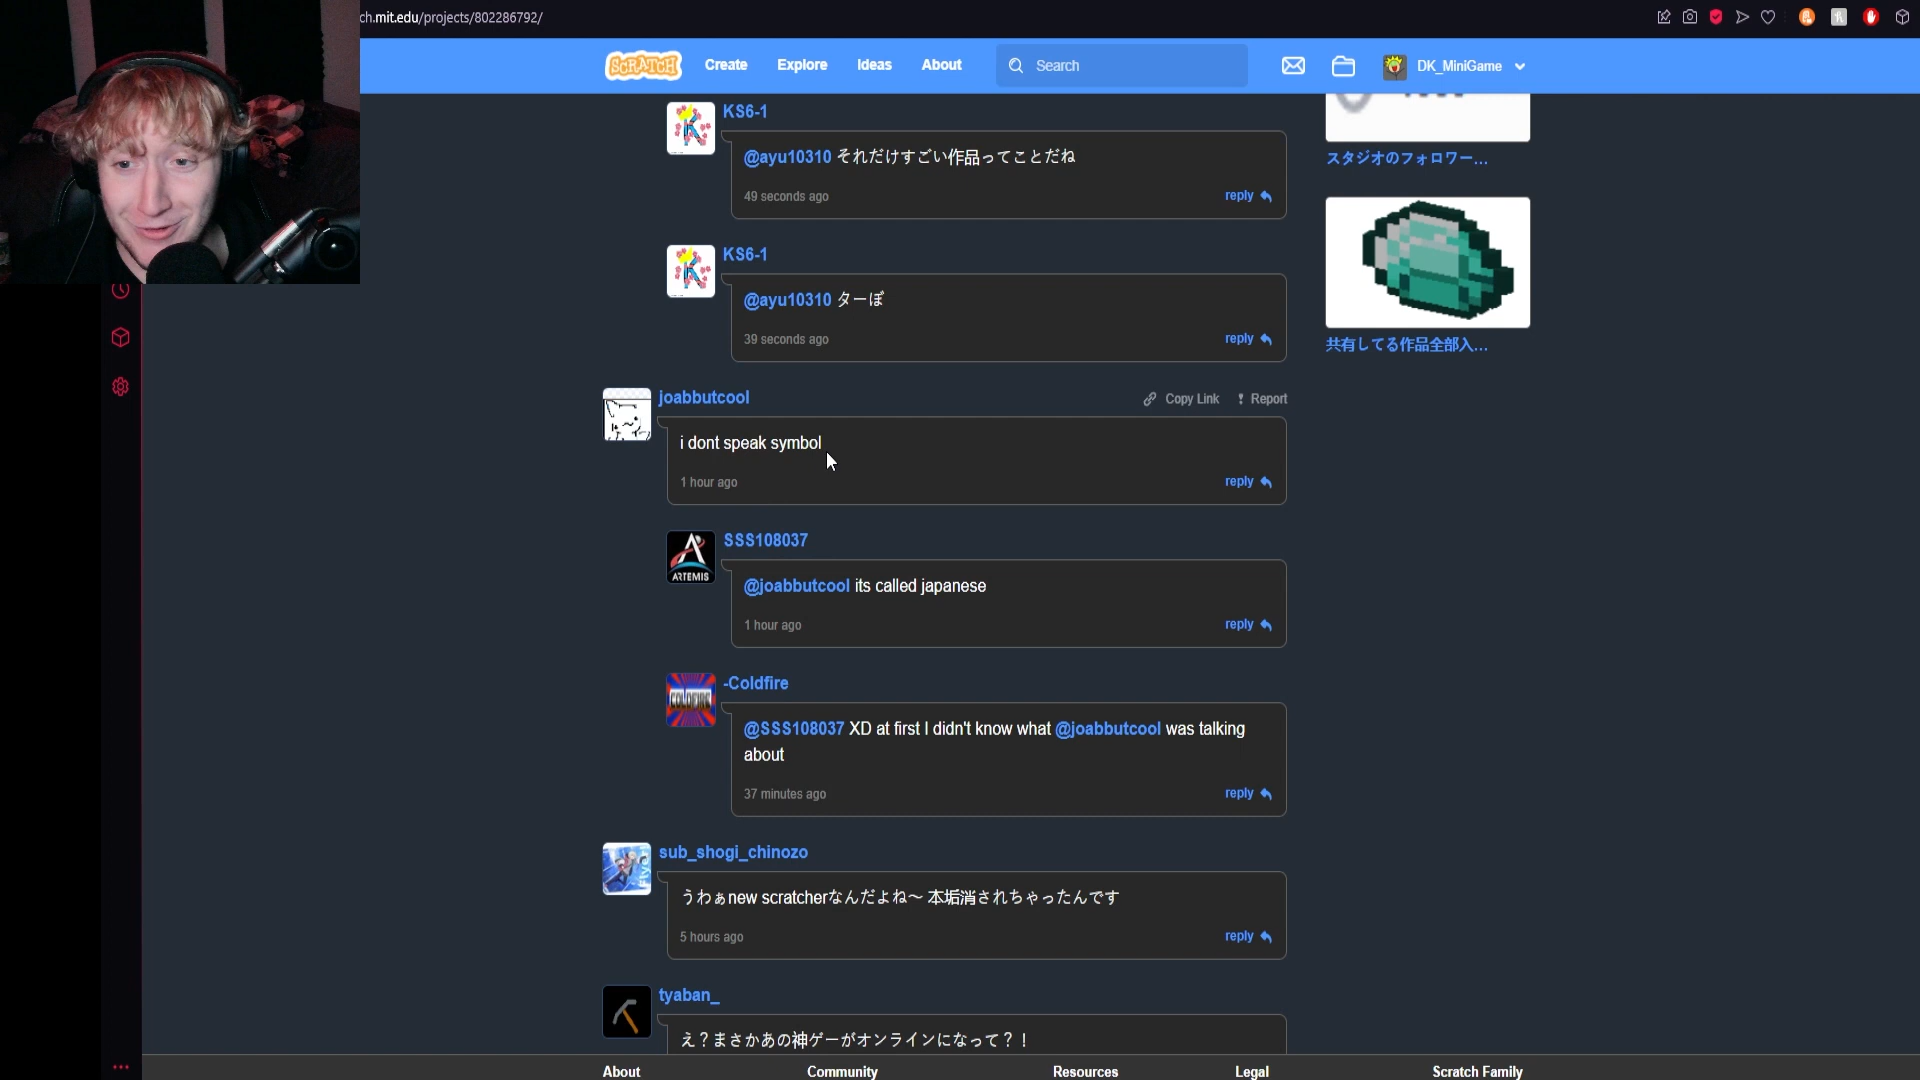 ch.mit.edu/projects/802286792/
SCRATCH
Create
Explore
Ideas
About
Search
DK_MiniGame
KS6-1
@ayu10310 それだけすごい作品ってことだね
49 seconds ago
reply
スタジオのフォロワー...
KS6-1
@ayu10310 ターぼ
39 seconds ago
reply
共有してる作品全部入...
joabbutcool
Copy Link
Report
i dont speak symbol
1 hour ago
reply
ARTEMIS
SSS108037
@joabbutcool its called japanese
1 hour ago
reply
COLDFIRE
-Coldfire
@SSS108037 XD at first I didn't know what @joabbutcool was talking
about
37 minutes ago
reply
sub_shogi_chinozo
うわぁnew scratcherなんだよね～ 本垢消されちゃったんです
5 hours ago
reply
tyaban_
え？まさかあの神ゲーがオンラインになって？！
About
Community
Resources
Legal
Scratch Family